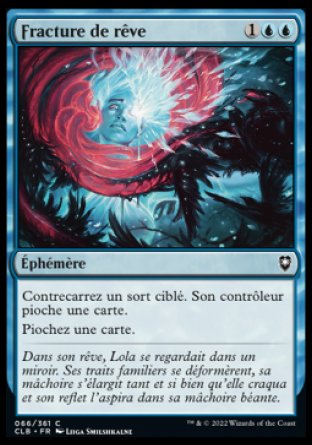 Fracture de rêve 1
Éphémère
Contrecarrez un sort ciblé. Son contrôleur
pioche une carte.
Piochez une carte.
Dans son rêve, Lola se regardait dans un
miroir. Ses traits familiers se déformèrent, sa
mâchoire s'élargit tant et si bien qu'elle craqua
et son reflet l'aspira dans sa mâchoire béante.
066/361 C
CLB • FR Liiga Smilshkalne
™ & © 2022 Wizards of the Coast